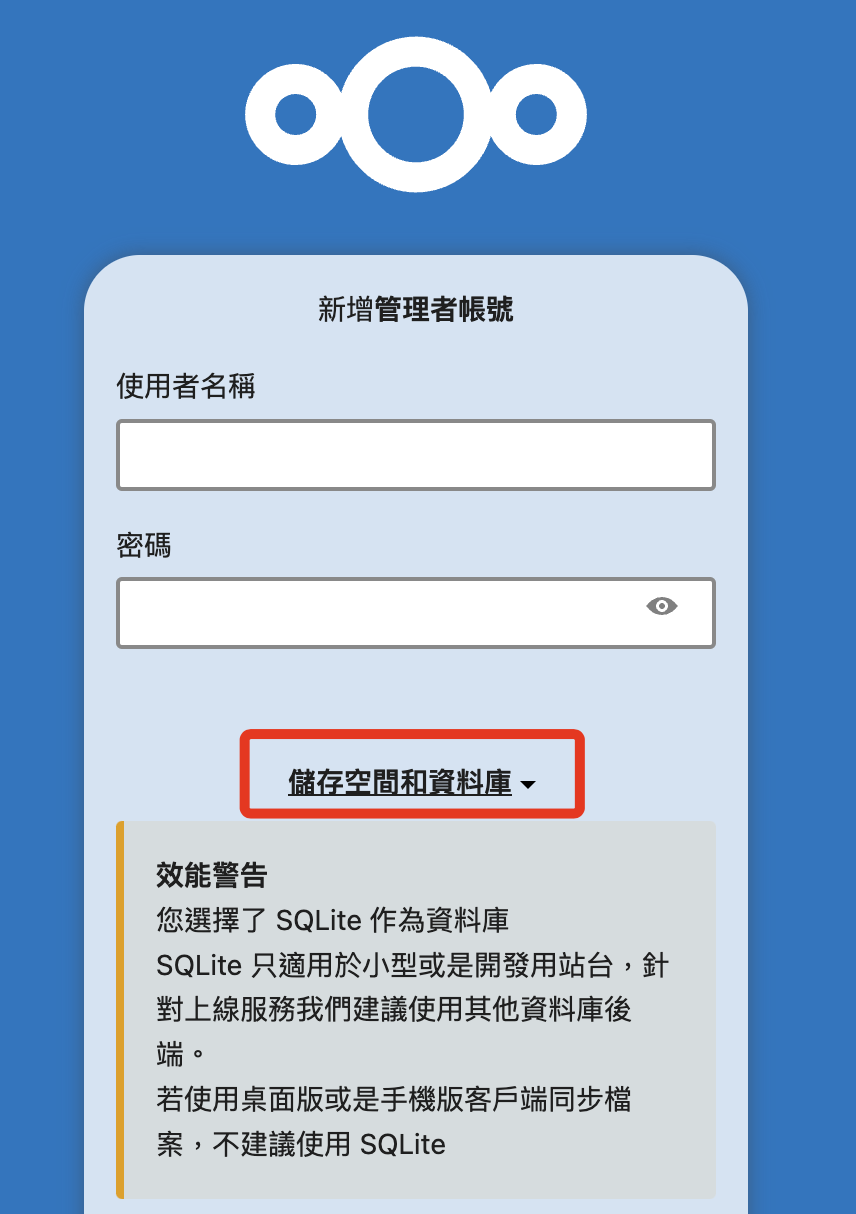 新增管理者帳號
使用者名稱
密碼
儲存空間和資料庫
效能警告
您選擇了 SQLite 作為資料庫
SQLite 只適用於小型或是開發用站台，針
對上線服務我們建議使用其他資料庫後
端。
若使用桌面版或是手機版客戶端同步檔
案，不建議使用 SQLite